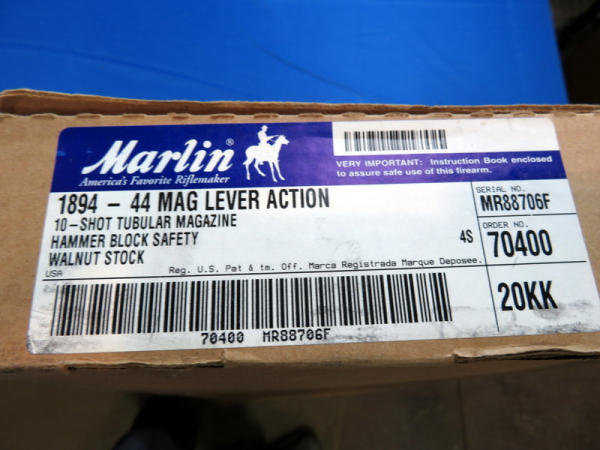 Marlin®
America's Favorite Riflemaker
VERY IMPORTANT: Instruction Book enclosed
to assure safe use of this firearm.
1894 - 44 MAG LEVER ACTION
10-SHOT TUBULAR MAGAZINE
HAMMER BLOCK SAFETY
WALNUT STOCK
4S
USA
Reg. U.S. Pat & tm. Off. Marca Registrada Marque Deposee.
SERIAL NO.
MR88706F
ORDER NO.
70400
20KK
70400 MR88706F